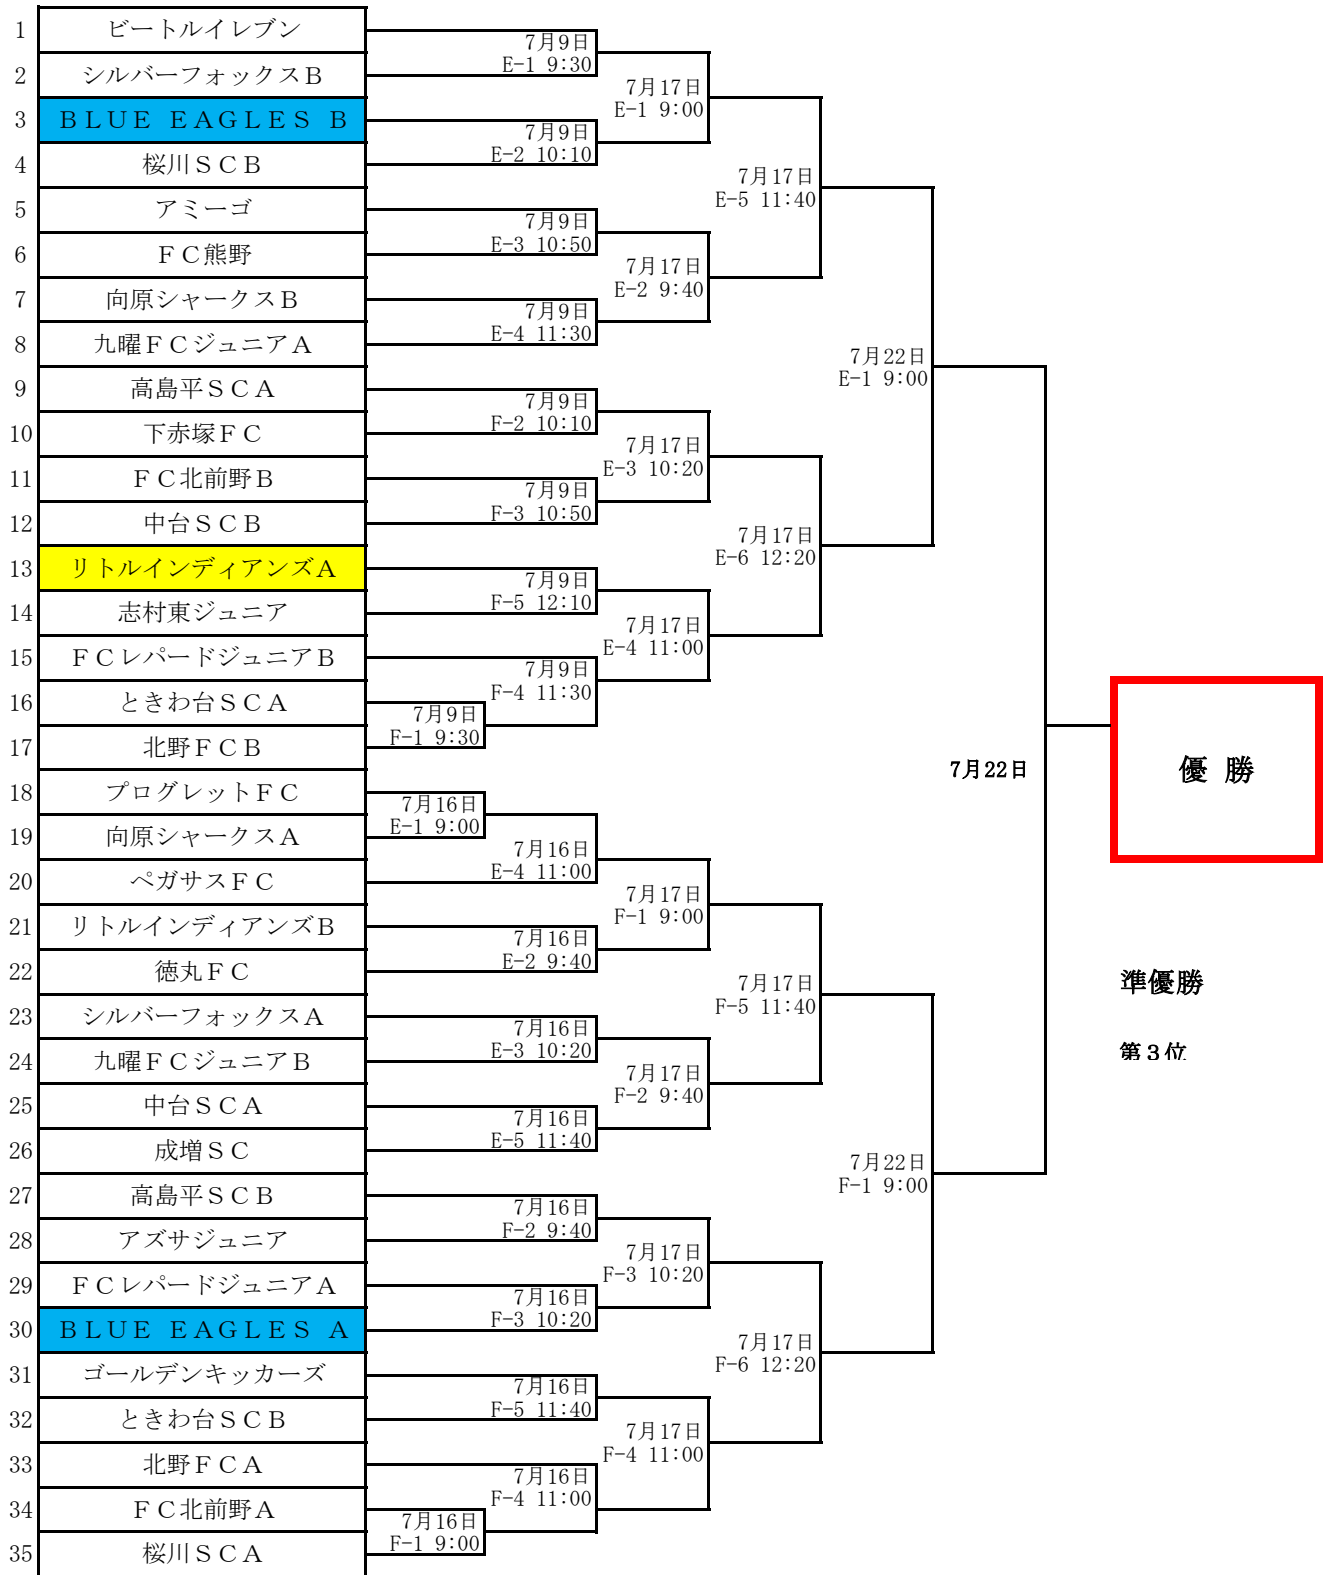 1 ビートルイレブン
7月9日
E-1 9:30
2 シルバーフォックスB
7月17日
E-1 9:00
3 BLUE EAGLES B
7月9日
E-2 10:10
4 桜川SCB
7月17日
E-5 11:40
5 アミーゴ
7月9日
E-3 10:50
6 FC熊野
7月17日
E-2 9:40
7 向原シャークスB
7月9日
E-4 11:30
8 九曜FCジュニアA
7月22日
E-1 9:00
9 高島平SCA
7月9日
F-2 10:10
10 下赤塚FC
7月17日
E-3 10:20
11 FC北前野B
7月9日
F-3 10:50
12 中台SCB
7月17日
E-6 12:20
13 リトルインディアンズA
7月9日
F-5 12:10
14 志村東ジュニア
7月17日
E-4 11:00
15 FCレパードジュニアB
7月9日
F-4 11:30
16 ときわ台SCA
7月9日
F-1 9:30
17 北野FCB
7月22日
優 勝
18 プログレットFC
7月16日
E-1 9:00
19 向原シャークスA
7月16日
E-4 11:00
20 ペガサスFC
7月17日
F-1 9:00
21 リトルインディアンズB
7月16日
E-2 9:40
22 徳丸FC
7月17日
F-5 11:40
準優勝
23 シルバーフォックスA
7月16日
E-3 10:20
第3位
24 九曜FCジュニアB
7月17日
F-2 9:40
25 中台SCA
7月16日
E-5 11:40
26 成増SC
7月22日
F-1 9:00
27 高島平SCB
7月16日
F-2 9:40
28 アズサジュニア
7月17日
F-3 10:20
29 FCレパードジュニアA
7月16日
F-3 10:20
30 BLUE EAGLES A
7月17日
F-6 12:20
31 ゴールデンキッカーズ
7月16日
F-5 11:40
32 ときわ台SCB
7月17日
F-4 11:00
33 北野FCA
7月16日
F-4 11:00
34 FC北前野A
7月16日
F-1 9:00
35 桜川SCA